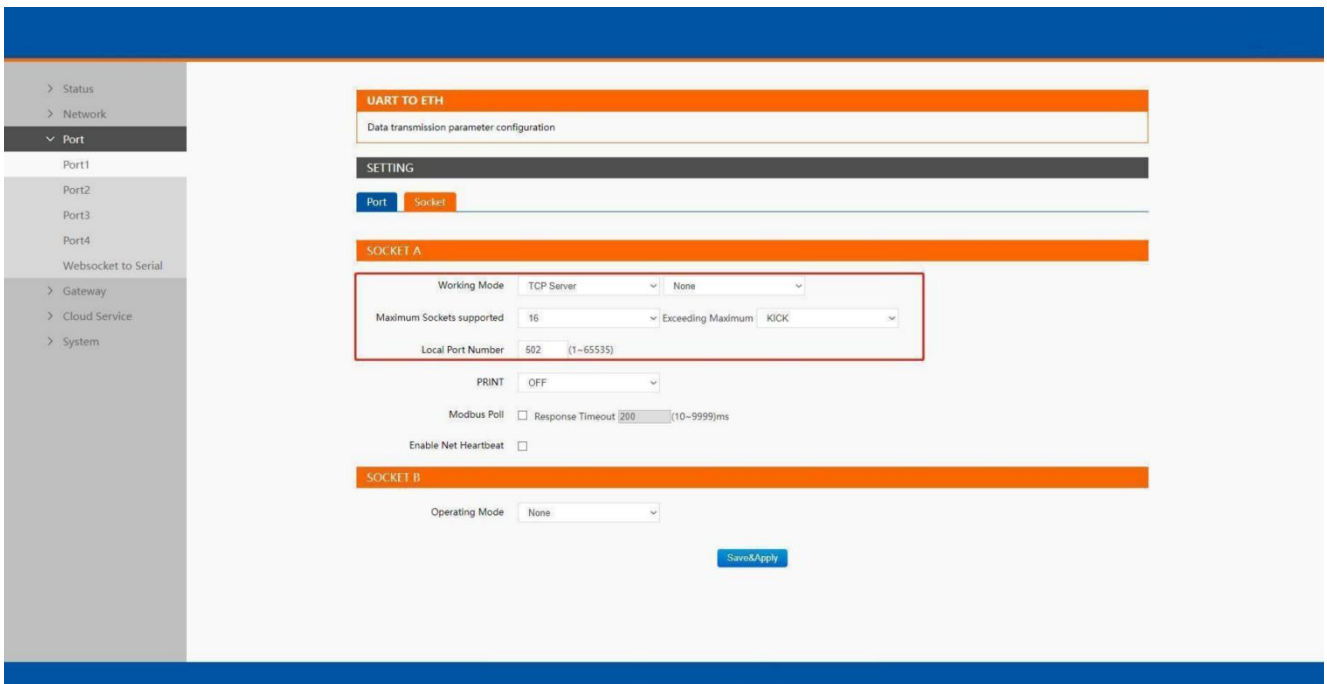 Status
Network
Port
Port1
Port2
Port3
Port4
Websocket to Serial
Gateway
Cloud Service
System
UART TO ETH
Data transmission parameter configuration
SETTING
Port Socket
SOCKET A
Working Mode TCP Server None
Maximum Sockets supported 16 Exceeding Maximum KICK
Local Port Number 502 (1~65535)
PRINT OFF
Modbus Poll Response Timeout 200 (10~9999)ms
Enable Net Heartbeat
SOCKET B
Operating Mode None
Save&Apply